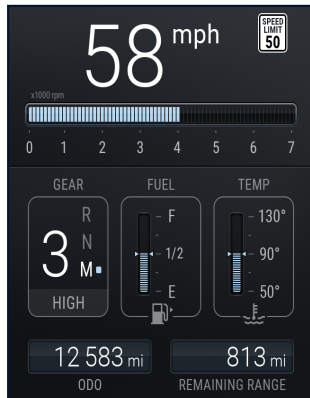 58 mph
SPEED
LIMIT
50
x1000 rpm
0 1 2 3 4 5 6 7
GEAR
R
3 N
M
HIGH
FUEL
F
1/2
E
TEMP
130°
90°
50°
12 583 mi
ODO
813 mi
REMAINING RANGE